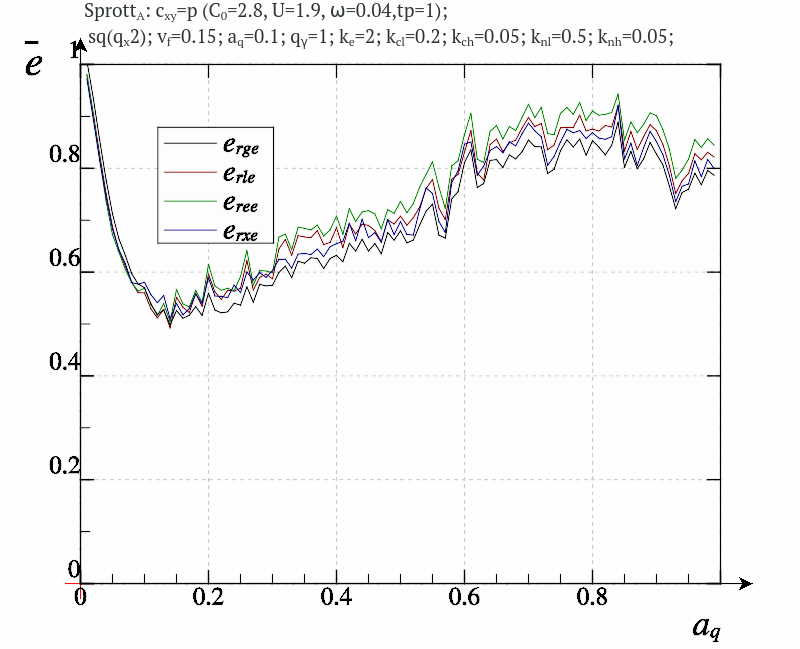 Sprott_A: c_xy=p (C_0=2.8, U=1.9, ω=0.04,tp=1);
sq(q_x2); v_f=0.15; a_q=0.1; q_γ=1; k_e=2; k_cl=0.2; k_ch=0.05; k_nl=0.5; k_nh=0.05;
1
e̅
e_rge
0.8
e_rle
e_ree
e_rxe
0.6
0.4
0.2
0
0 0.2 0.4 0.6 0.8
a_q